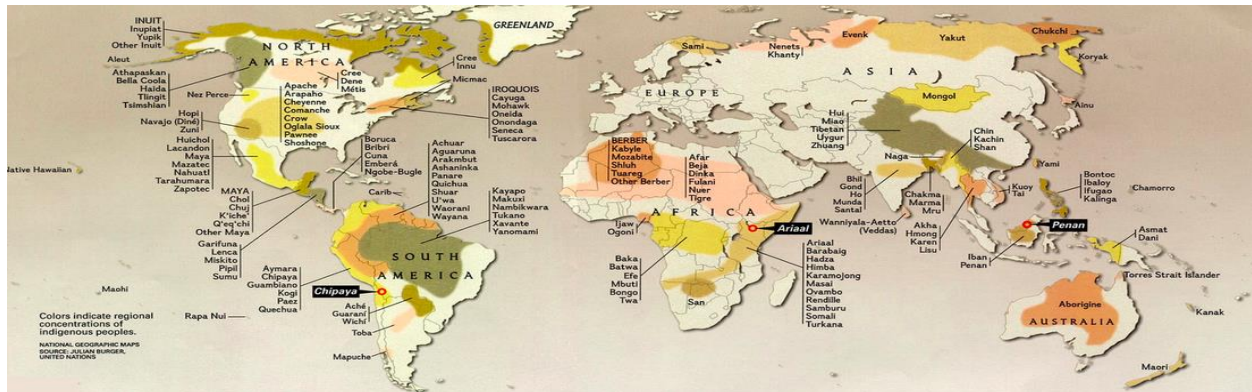 INUIT
Inupiat
Yupik
Other Inuit
Aleut
NORTH
AMERICA
GREENLAND
Athapaskan
Bella Coola
Haida
Tlingit
Tsimshian
Nez Perce
Cree
Dene
Métis
Cree
Innu
Micmac
Hopi
Navajo (Diné)
Zuni
Apache
Arapaho
Cheyenne
Comanche
Crow
Oglala Sioux
Pawnee
Shoshone
IROQUOIS
Cayuga
Mohawk
Oneida
Onondaga
Seneca
Tuscarora
Huichol
Lacandon
Maya
Mazatec
Nahuatl
Tarahumara
Zapotec
Boruca
Bribri
Cuna
Emberá
Ngobe-Bugle
Achuar
Aguaruna
Arakmbut
Ashaninka
Panare
Quichua
Shuar
U'wa
Waorani
Wayana
Native Hawaiian
MAYA
Chol
Chuj
K'iche'
Q'eq'chi
Other Maya
Carib
Kayapo
Makuxi
Nambikwara
Tukano
Xavante
Yanomami
Garifuna
Lenca
Miskito
Pipil
Sumu
Aymara
Chipaya
Guambiano
Kogi
Paez
Quechua
SOUTH
AMERICA
Chipaya
Aché
Guarani
Wichí
Toba
Mapuche
Maohi
Rapa Nui
Colors indicate regional
concentrations of
indigenous peoples.
NATIONAL GEOGRAPHIC MAPS
SOURCE: JULIAN BURGER,
UNITED NATIONS
Sami
Nenets
Khanty
Evenk
Yakut
Chukchi
Koryak
EUROPE
ASIA
Mongol
Ainu
Hui
Miao
Tibetan
Uygur
Zhuang
Chin
Kachin
Shan
Naga
Yami
BERBER
Kabyle
Mozabite
Shluh
Tuareg
Other Berber
Afar
Beja
Dinka
Fulani
Nuer
Tigre
AFRICA
Ijaw
Ogoni
Ariaal
Bhil
Gond
Ho
Munda
Santal
Chakma
Marma
Mru
Kuoy
Tai
Bontoc
Ibaloy
Ifugao
Kalinga
Chamorro
Wanniyala-Aetto
(Veddas)
Akha
Hmong
Karen
Lisu
Penan
Iban
Penan
Asmat
Dani
Baka
Batwa
Efe
Mbuti
Bongo
Twa
San
Ariaal
Barabaig
Hadza
Himba
Karamojong
Masai
Ovambo
Rendille
Samburu
Somali
Turkana
Torres Strait Islander
Aborigine
AUSTRALIA
Kanak
Maori